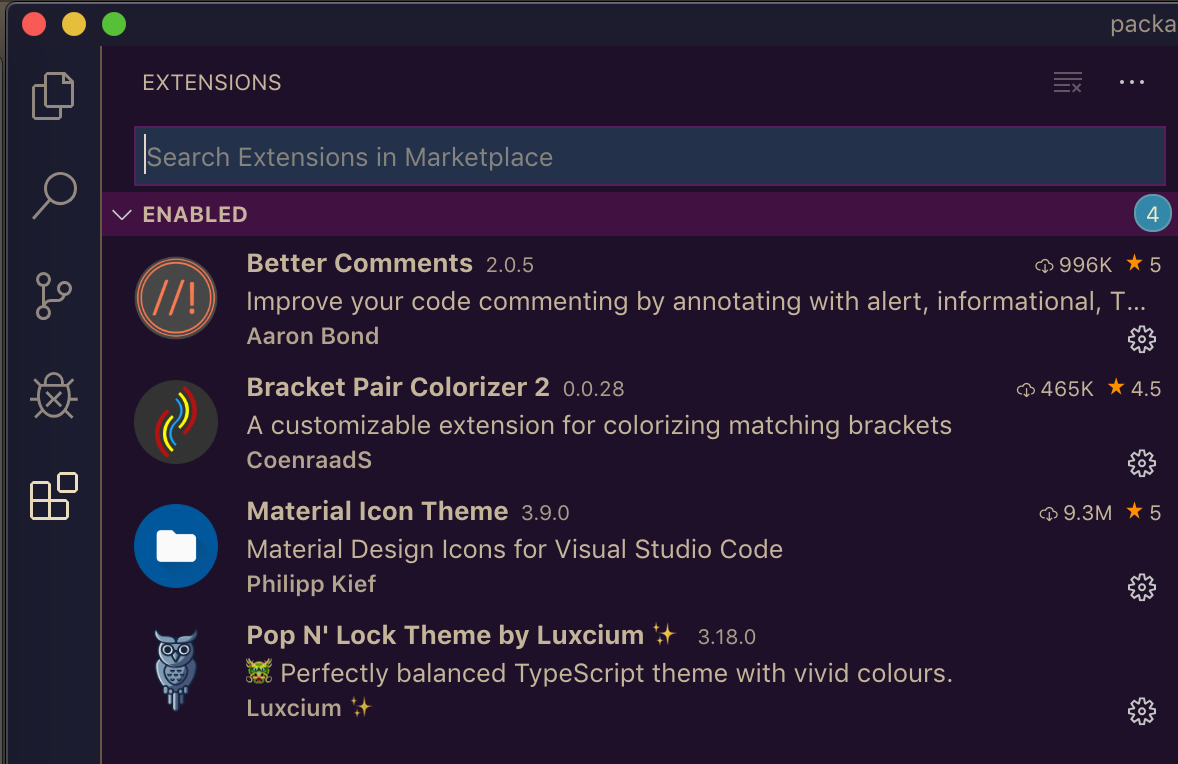 packa
EXTENSIONS
Search Extensions in Marketplace
ENABLED 4
//!
Better Comments 2.0.5 996K ★ 5
Improve your code commenting by annotating with alert, informational, T...
Aaron Bond
Bracket Pair Colorizer 2 0.0.28 465K ★ 4.5
A customizable extension for colorizing matching brackets
CoenraadS
Material Icon Theme 3.9.0 9.3M ★ 5
Material Design Icons for Visual Studio Code
Philipp Kief
Pop N' Lock Theme by Luxcium ✨ 3.18.0
🐲 Perfectly balanced TypeScript theme with vivid colours.
Luxcium ✨